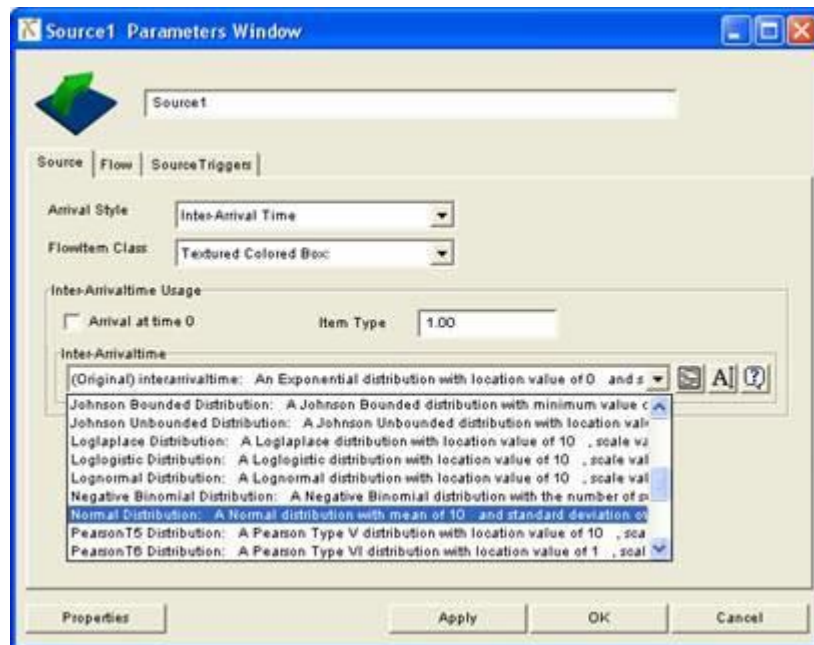 Source1 Parameters Window
Source1
Source Flow SourceTriggers
Arrival Style Inter-Arrival Time
FlowItem Class Textured Colored Box
Inter-Arrivaltime Usage
Arrival at time 0 Item Type 1.00
Inter-Arrivaltime
(Original) interarrivaltime: An Exponential distribution with location value of 0 and s
Johnson Bounded Distribution: A Johnson Bounded distribution with minimum value
Johnson Unbounded Distribution: A Johnson Unbounded distribution with location
Loglaplace Distribution: A Loglaplace distribution with location value of 10 , scale va
Loglogistic Distribution: A Loglogistic distribution with location value of 10 , scale val
Lognormal Distribution: A Lognormal distribution with location value of 10 , scale val
Negative Binomial Distribution: A Negative Binomial distribution with the number of
Normal Distribution: A Normal distribution with mean of 10 and standard deviation
PearsonT5 Distribution: A Pearson Type V distribution with location value of 10 , sca
PearsonT6 Distribution: A Pearson Type VI distribution with location value of 1 , scal
Properties Apply OK Cancel